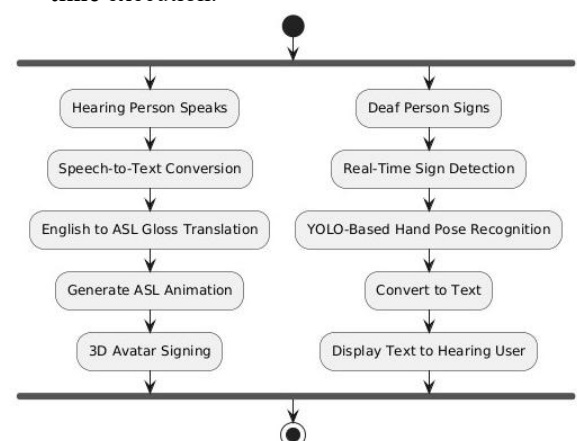 time execution.
Hearing Person Speaks
Speech-to-Text Conversion
English to ASL Gloss Translation
Generate ASL Animation
3D Avatar Signing
Deaf Person Signs
Real-Time Sign Detection
YOLO-Based Hand Pose Recognition
Convert to Text
Display Text to Hearing User